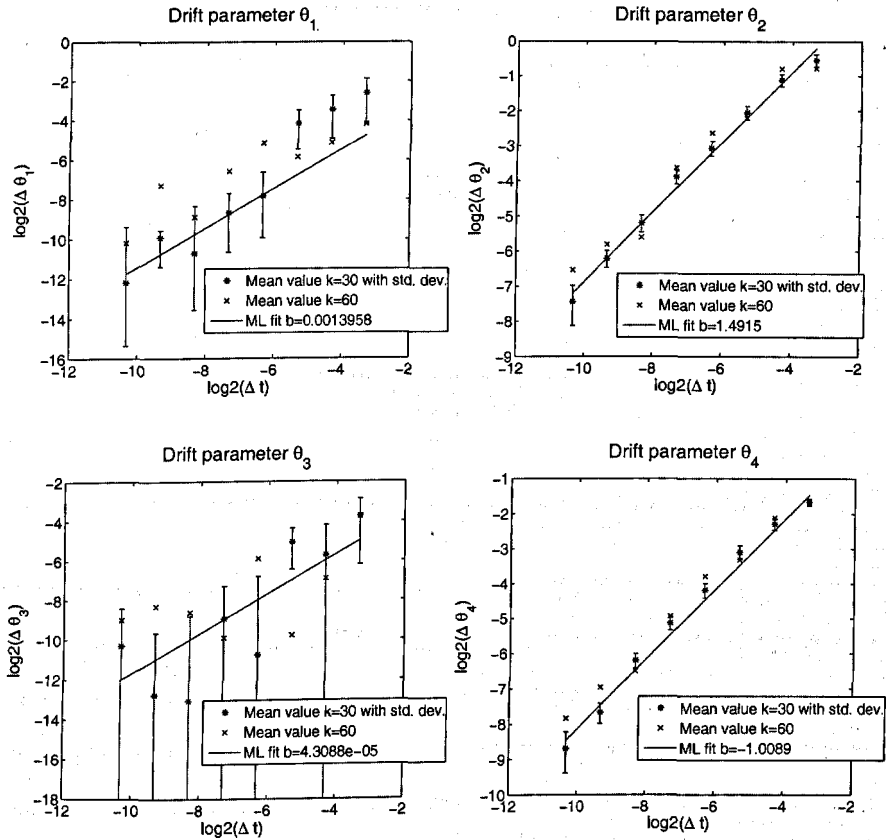 Drift parameter θ1.
0
−2
−4
−6
−8
−10
−12
−14
−16
log2(Δ θ1)
Mean value k=30 with std. dev.
Mean value k=60
ML fit b=0.0013958
−12 −10 −8 −6 −4 −2
log2(Δ t)
Drift parameter θ2
0
−1
−2
−3
−4
−5
−6
−7
−8
−9
log2(Δ θ2)
Mean value k=30 with std. dev.
Mean value k=60
ML fit b=1.4915
−12 −10 −8 −6 −4 −2
log2(Δ t)
Drift parameter θ3
−2
−4
−6
−8
−10
−12
−14
−16
−18
log2(Δ θ3)
Mean value k=30 with std. dev.
Mean value k=60
ML fit b=4.3088e−05
−12 −10 −8 −6 −4 −2
log2(Δ t)
Drift parameter θ4
−1
−2
−3
−4
−5
−6
−7
−8
−9
−10
log2(Δ θ4)
Mean value k=30 with std. dev.
Mean value k=60
ML fit b=−1.0089
−12 −10 −8 −6 −4 −2
log2(Δ t)